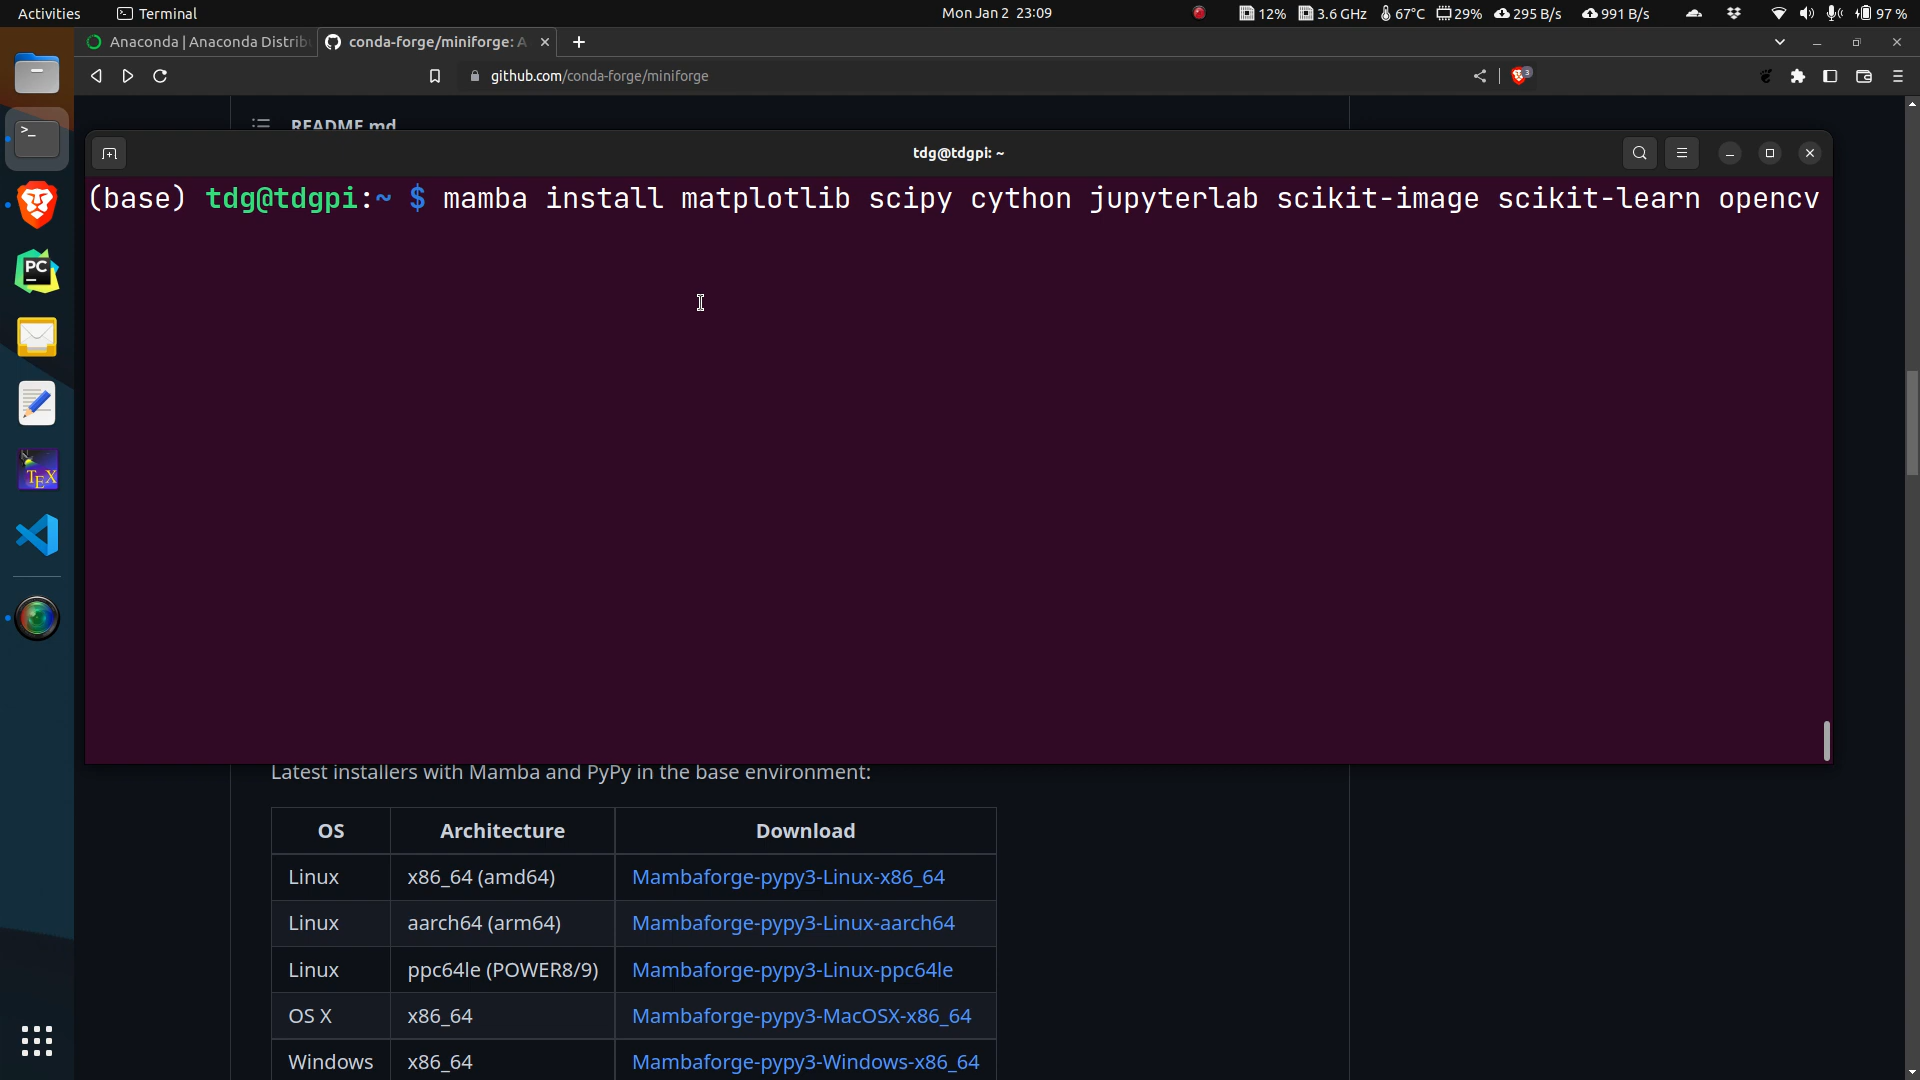 Activities Terminal Mon Jan 2 23:09 12% 3.6 GHz 67°C 29% 295 B/s 991 B/s 97 %
Anaconda | Anaconda Distrib conda-forge/miniforge: A
github.com/conda-forge/miniforge 3
README.md
tdg@tdgpi: ~
(base) tdg@tdgpi:~ $ mamba install matplotlib scipy cython jupyterlab scikit-image scikit-learn opencv
>_
PC
TEX
Latest installers with Mamba and PyPy in the base environment:
OS Architecture Download
Linux x86_64 (amd64) Mambaforge-pypy3-Linux-x86_64
Linux aarch64 (arm64) Mambaforge-pypy3-Linux-aarch64
Linux ppc64le (POWER8/9) Mambaforge-pypy3-Linux-ppc64le
OS X x86_64 Mambaforge-pypy3-MacOSX-x86_64
Windows x86_64 Mambaforge-pypy3-Windows-x86_64